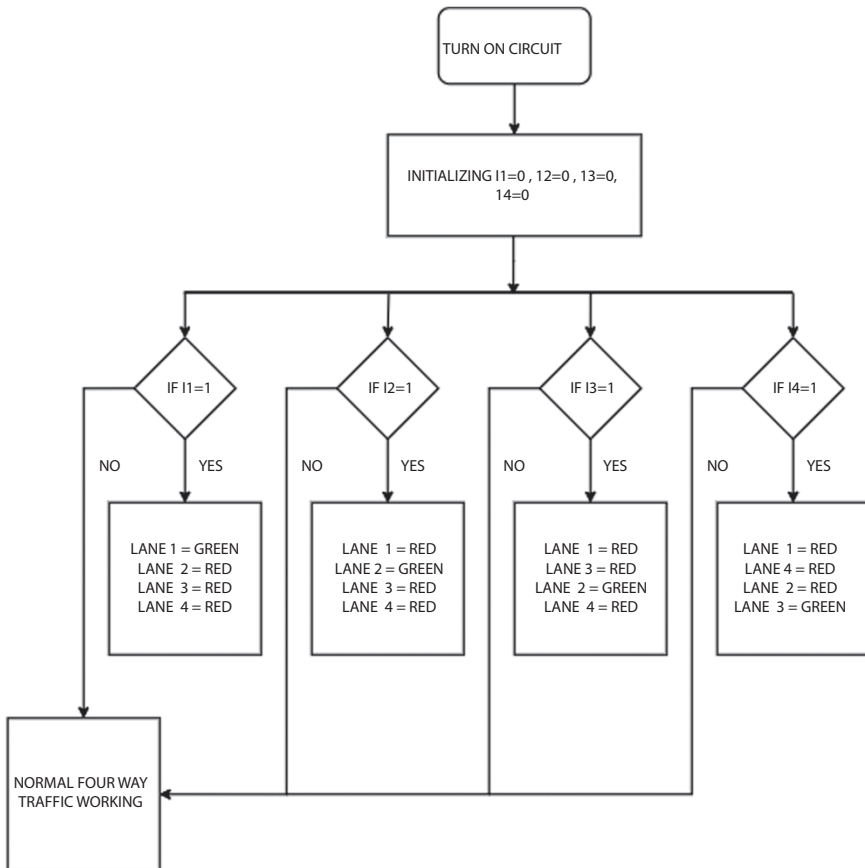 TURN ON CIRCUIT
INITIALIZING I1=0 , 12=0 , 13=0,
14=0
IF I1=1
IF I2=1
IF I3=1
IF I4=1
NO
YES
NO
YES
NO
YES
NO
YES
LANE 1 = GREEN
LANE 2 = RED
LANE 3 = RED
LANE 4 = RED
LANE 1 = RED
LANE 2 = GREEN
LANE 3 = RED
LANE 4 = RED
LANE 1 = RED
LANE 3 = RED
LANE 2 = GREEN
LANE 4 = RED
LANE 1 = RED
LANE 4 = RED
LANE 2 = RED
LANE 3 = GREEN
NORMAL FOUR WAY
TRAFFIC WORKING